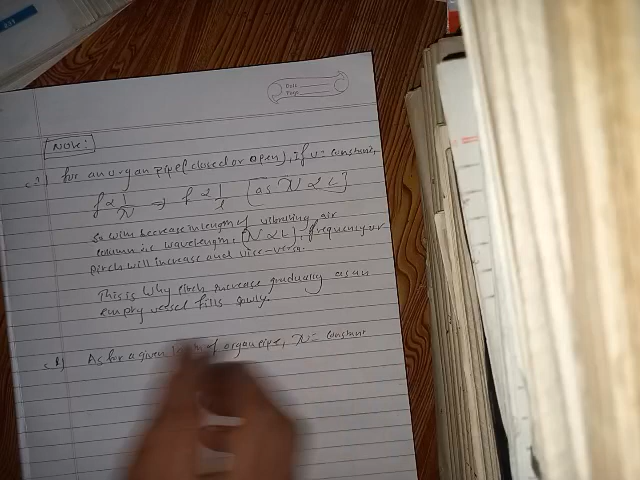 Date
Page
Note:
(a) for an organ pipe (closed or open), If v = constant,
f ∝ 1/λ → f ∝ 1/L [as λ ∝ L]
So with decrease in length of vibrating air
column i.e wavelength (λ ∝ L), frequency or
pitch will increase and vice-versa.
This is why pitch increase gradually as an
empty vessel fills slowly.
As for a given of organ pipe, λ = constant